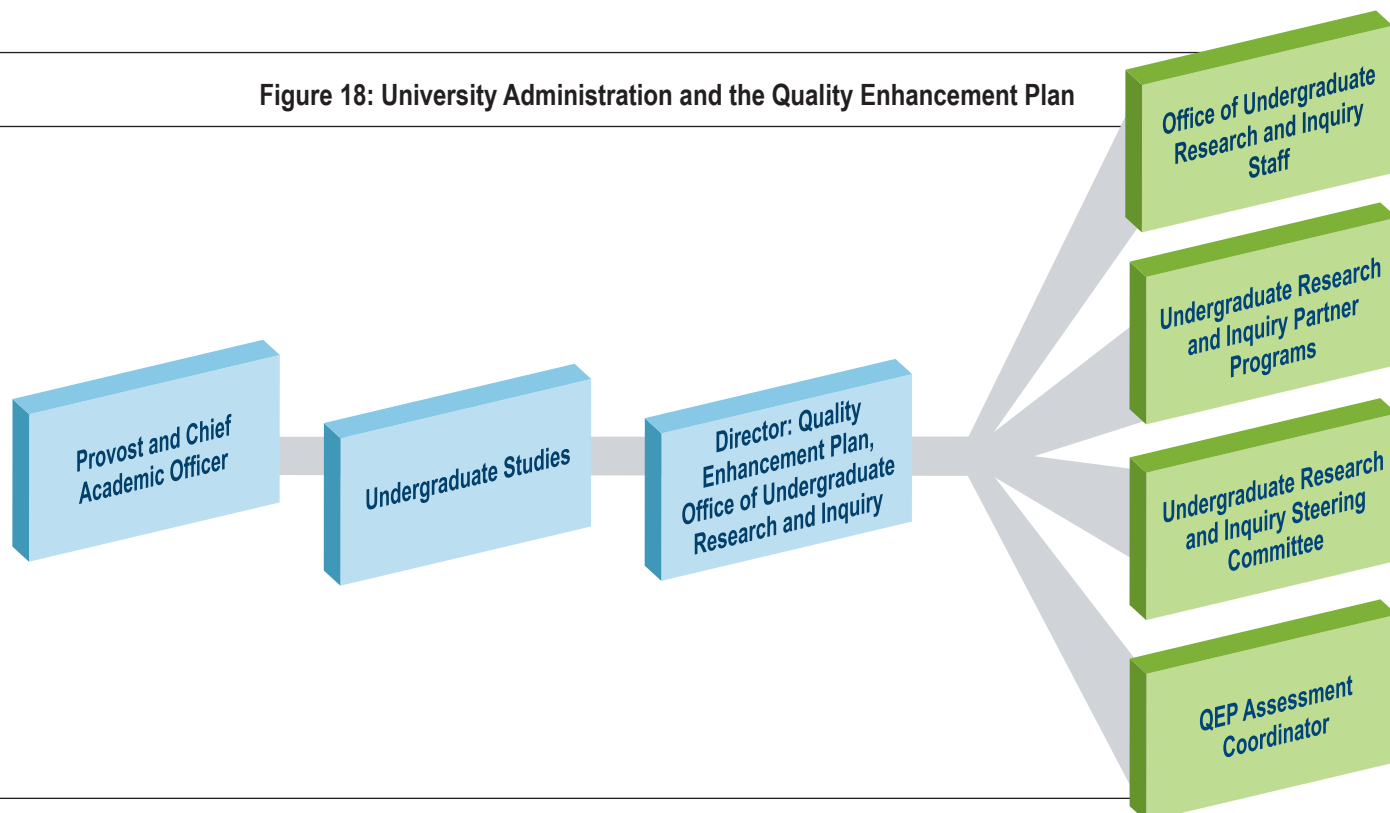 Figure 18: University Administration and the Quality Enhancement Plan
Provost and Chief
Academic Officer
Undergraduate Studies
Director: Quality
Enhancement Plan,
Office of Undergraduate
Research and Inquiry
Office of Undergraduate
Research and Inquiry
Staff
Undergraduate Research
and Inquiry Partner
Programs
Undergraduate Research
and Inquiry Steering
Committee
QEP Assessment
Coordinator